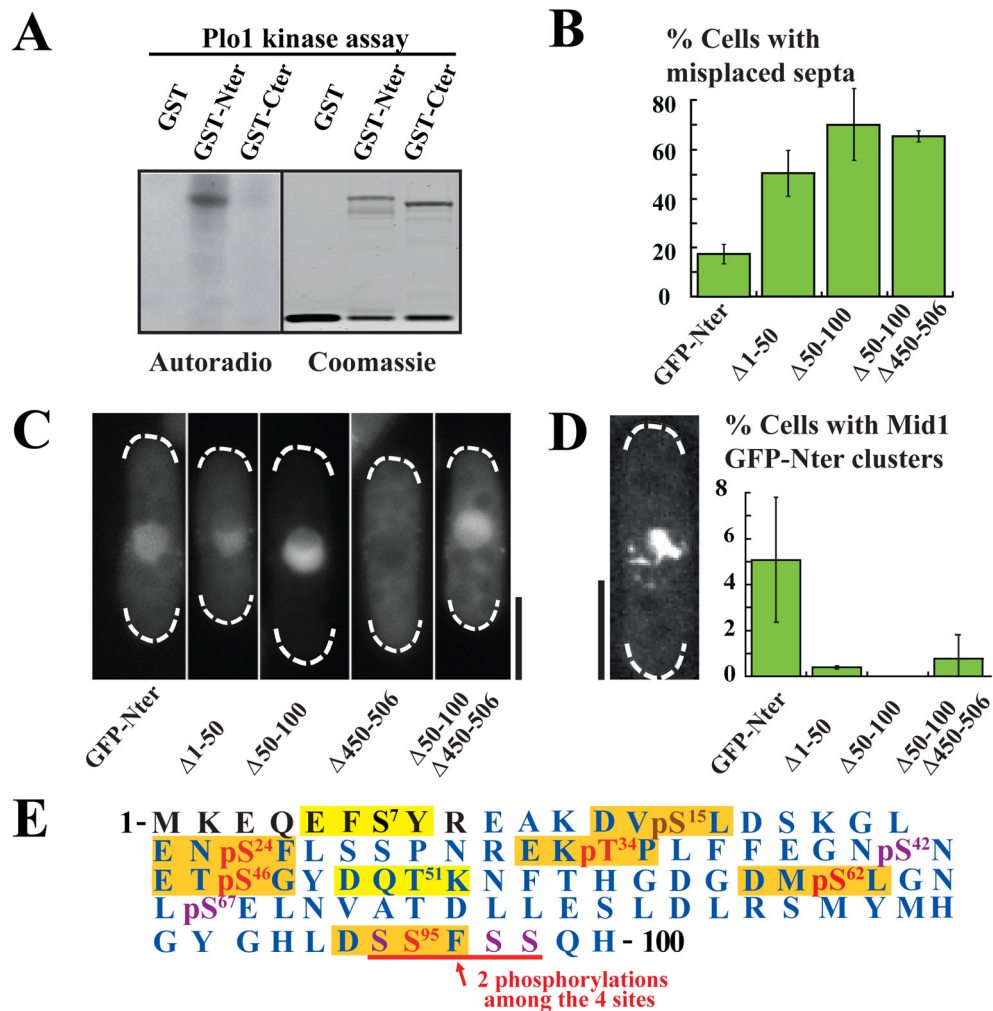 A
Plo1 kinase assay
GST
GST-Nter
GST-Cter
GST
GST-Nter
GST-Cter
Autoradio
Coomassie
B
% Cells with
misplaced septa
80
60
40
20
0
GFP-Nter
Δ1-50
Δ50-100
Δ50-100
Δ450-506
C
GFP-Nter
Δ1-50
Δ50-100
Δ450-506
Δ50-100
Δ450-506
D
% Cells with Mid1
GFP-Nter clusters
8
6
4
2
0
GFP-Nter
Δ1-50
Δ50-100
Δ50-100
Δ450-506
E
1- M K E Q E F S⁷ Y R E A K D V pS¹⁵ L D S K G L
E N pS²⁴ F L S S P N R E K pT³⁴ P L F F E G N pS⁴² N
E T pS⁴⁶ G Y D Q T⁵¹ K N F T H G D G D M pS⁶² L G N
L pS⁶⁷ E L N V A T D L L E S L D L R S M Y M H
G Y G H L D S S⁹⁵ F S S Q H - 100
2 phosphorylations
among the 4 sites